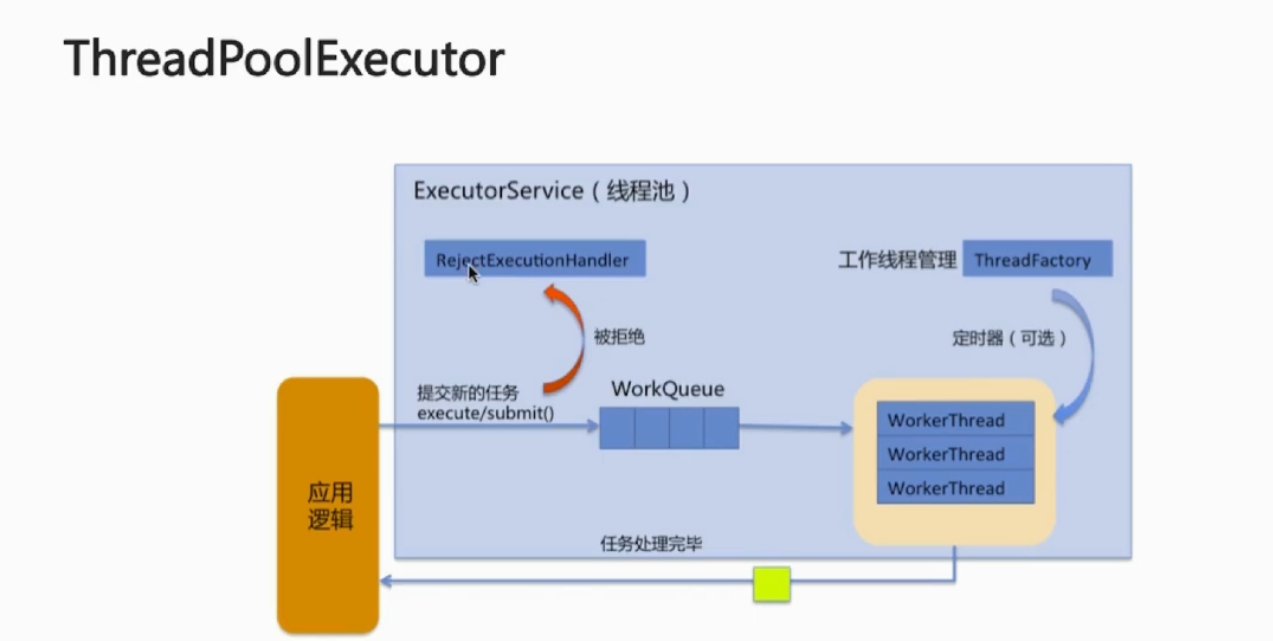 ThreadPoolExecutor
ExecutorService（线程池）
RejectExecutionHandler
工作线程管理
ThreadFactory
被拒绝
定时器（可选）
提交新的任务
execute/submit()
WorkQueue
WorkerThread
WorkerThread
WorkerThread
应用
逻辑
任务处理完毕